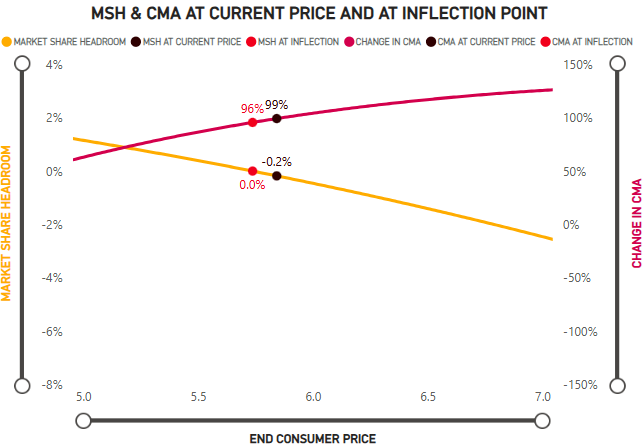 MSH & CMA AT CURRENT PRICE AND AT INFLECTION POINT
MARKET SHARE HEADROOM MSH AT CURRENT PRICE MSH AT INFLECTION CHANGE IN CMA CMA AT CURRENT PRICE CMA AT INFLECTION
MARKET SHARE HEADROOM
4%
2%
0%
-2%
-4%
-6%
-8%
96% 99%
-0.2%
0.0%
150%
100%
50%
0%
-50%
-100%
-150%
CHANGE IN CMA
5.0 5.5 6.0 6.5 7.0
END CONSUMER PRICE